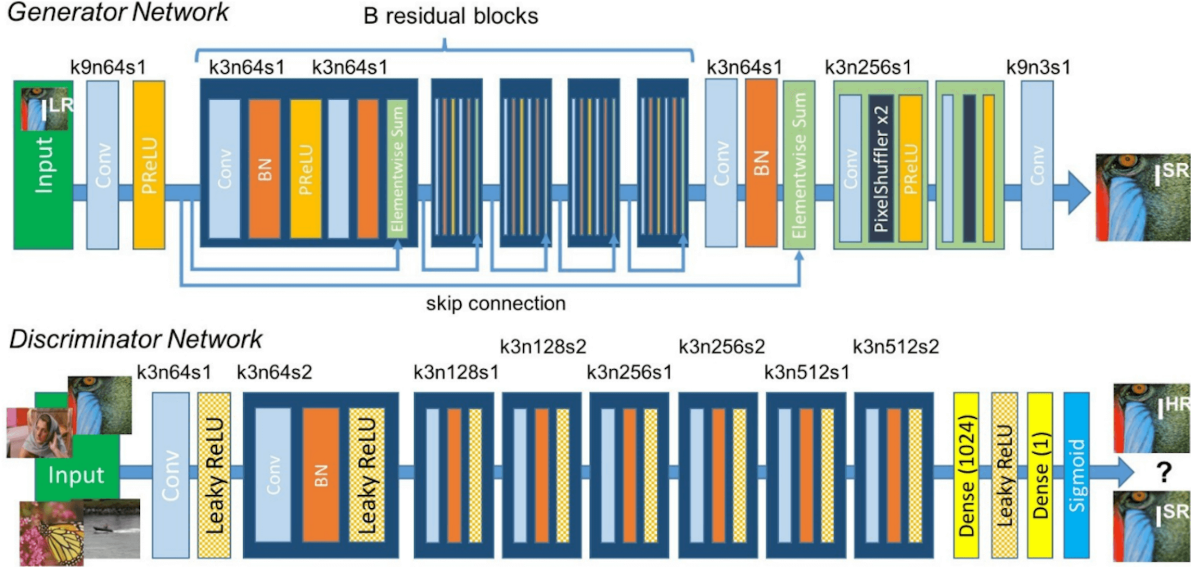 Generator Network
B residual blocks
k9n64s1
k3n64s1
k3n64s1
k3n64s1
k3n256s1
k9n3s1
I^LR
Input
Conv
PReLU
Conv
BN
PReLU
Elementwise Sum
Conv
BN
Elementwise Sum
Conv
PixelShuffler x2
PReLU
Conv
I^SR
skip connection
Discriminator Network
k3n64s1
k3n64s2
k3n128s1
k3n128s2
k3n256s1
k3n256s2
k3n512s1
k3n512s2
Input
Conv
Leaky ReLU
Conv
BN
Leaky ReLU
Dense (1024)
Leaky ReLU
Dense (1)
Sigmoid
I^HR
?
I^SR